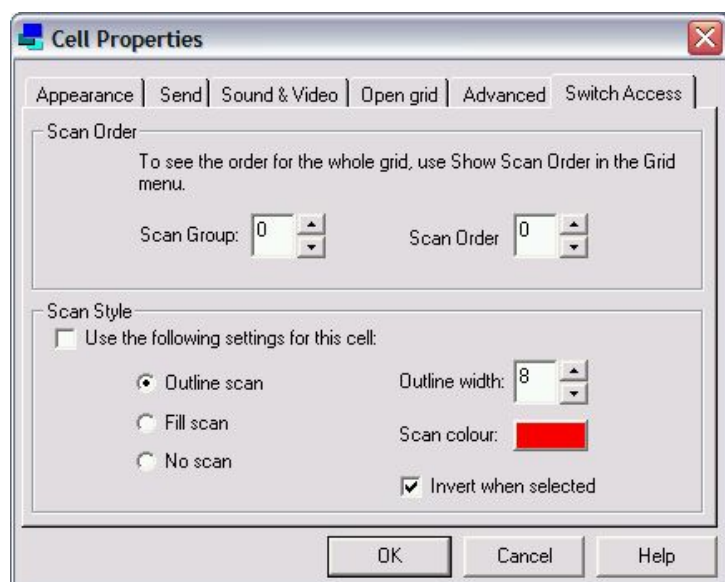 Cell Properties
Appearance Send Sound & Video Open grid Advanced Switch Access
Scan Order
To see the order for the whole grid, use Show Scan Order in the Grid
menu.
Scan Group: 0 Scan Order 0
Scan Style
Use the following settings for this cell:
Outline scan Outline width: 8
Fill scan Scan colour:
No scan
Invert when selected
OK Cancel Help